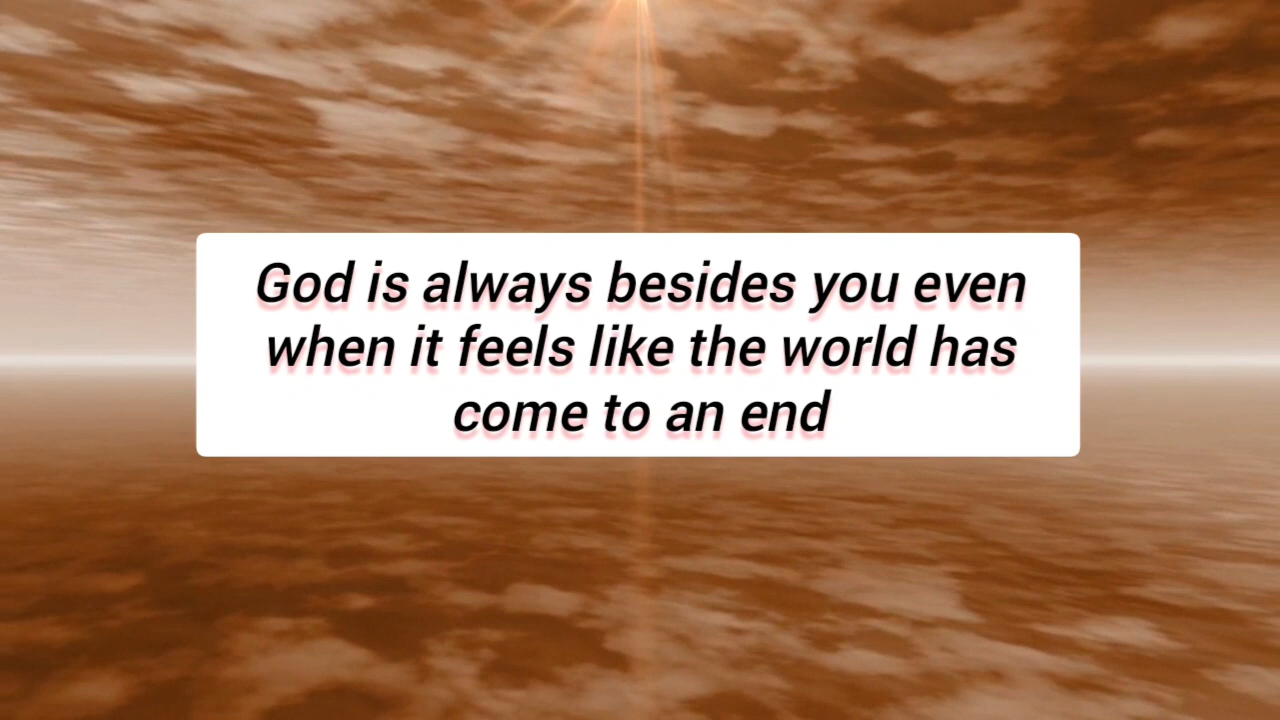 God is always besides you even
when it feels like the world has
come to an end